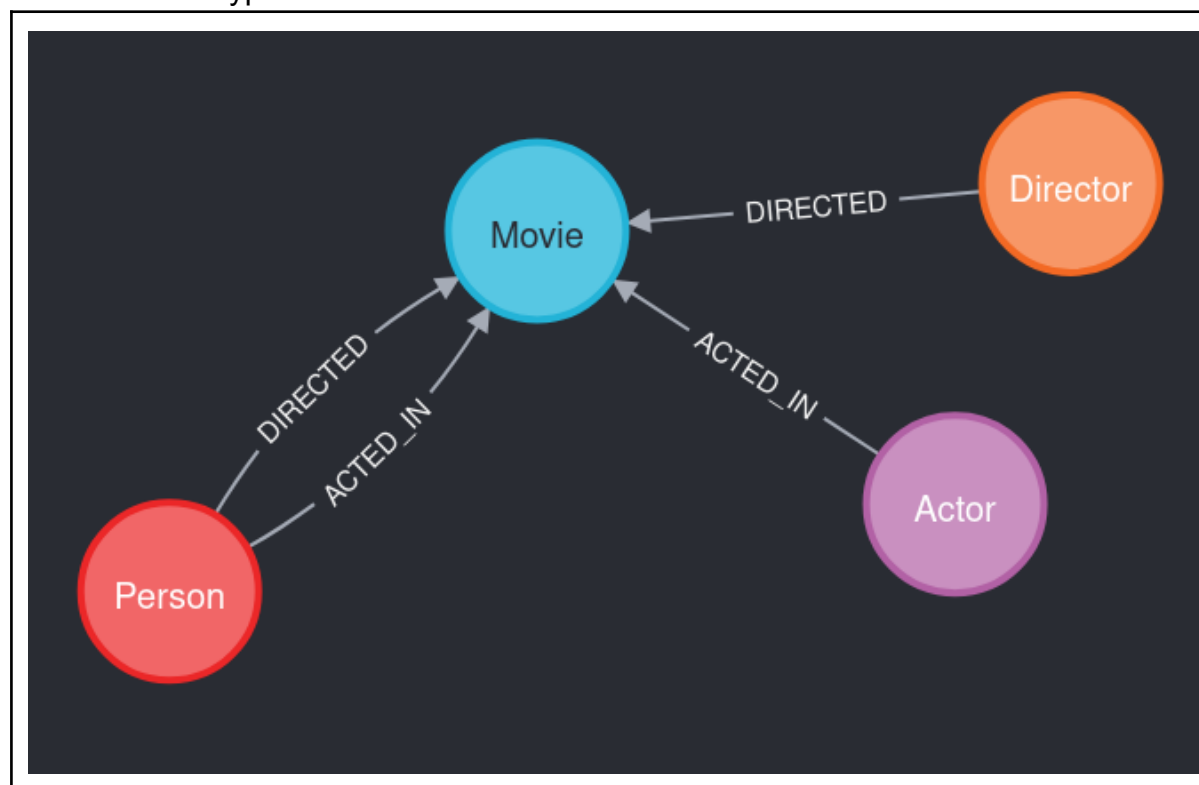 Director
DIRECTED
Movie
DIRECTED
ACTED_IN
ACTED_IN
Actor
Person